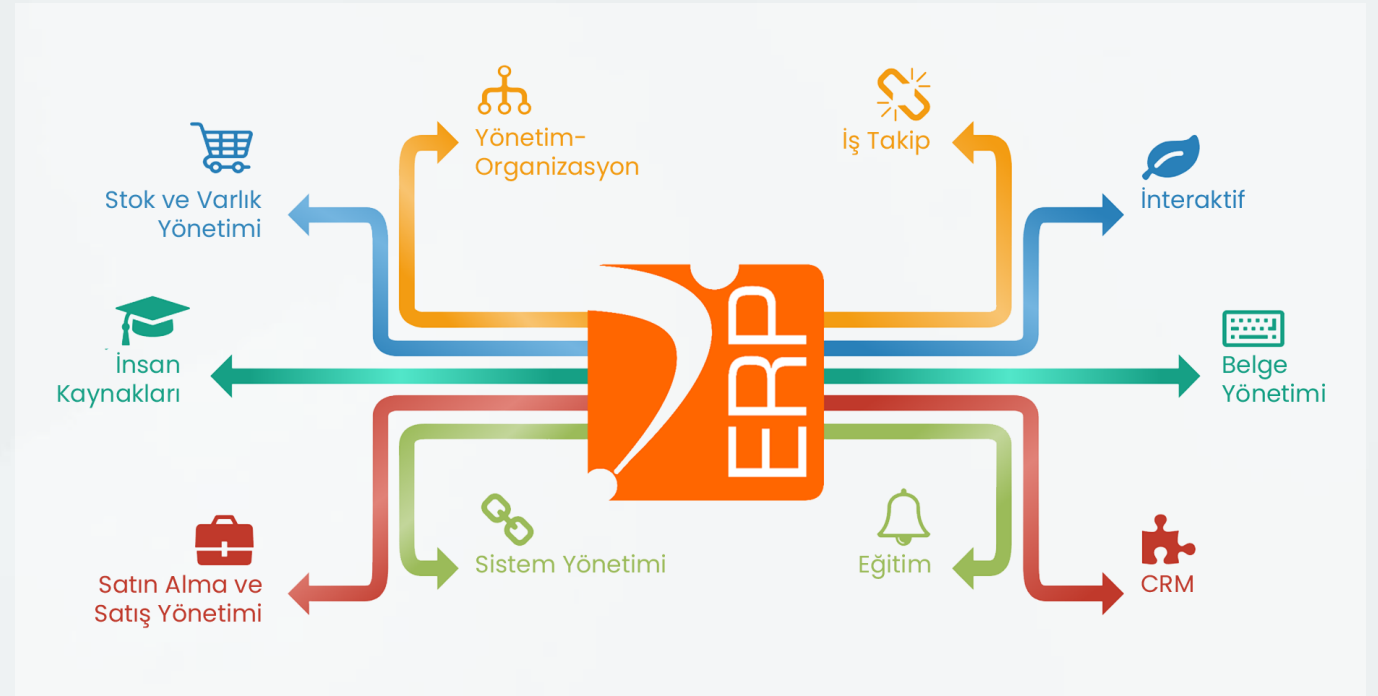 Yönetim-
Organizasyon
İş Takip
Stok ve Varlık
Yönetimi
İnteraktif
ERP
İnsan
Kaynakları
Belge
Yönetimi
Sistem Yönetimi
Eğitim
Satın Alma ve
Satış Yönetimi
CRM